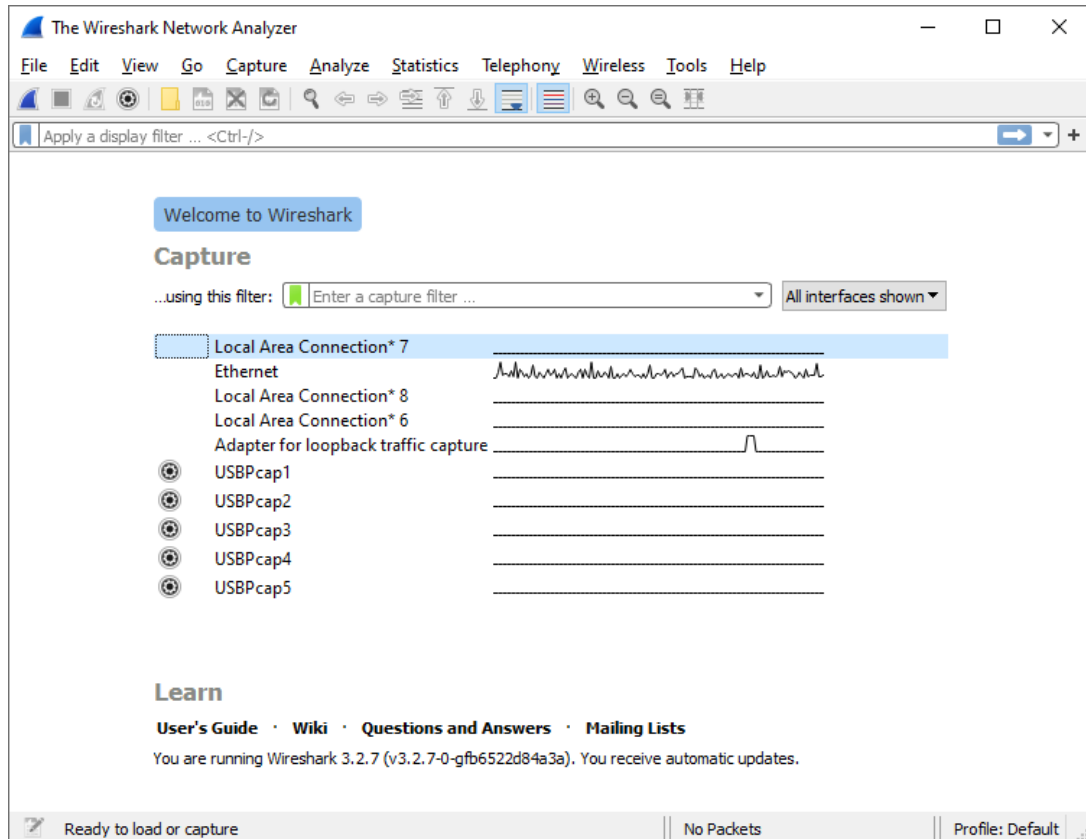 The Wireshark Network Analyzer
File Edit View Go Capture Analyze Statistics Telephony Wireless Tools Help
Apply a display filter ... <Ctrl-/>
+
Welcome to Wireshark
Capture
...using this filter: Enter a capture filter ... All interfaces shown
Local Area Connection* 7
Ethernet
Local Area Connection* 8
Local Area Connection* 6
Adapter for loopback traffic capture
USBPcap1
USBPcap2
USBPcap3
USBPcap4
USBPcap5
Learn
User's Guide · Wiki · Questions and Answers · Mailing Lists
You are running Wireshark 3.2.7 (v3.2.7-0-gfb6522d84a3a). You receive automatic updates.
Ready to load or capture No Packets Profile: Default